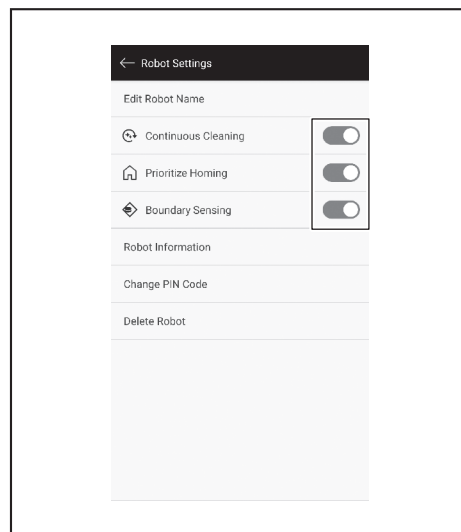 Robot Settings
Edit Robot Name
Continuous Cleaning
Prioritize Homing
Boundary Sensing
Robot Information
Change PIN Code
Delete Robot